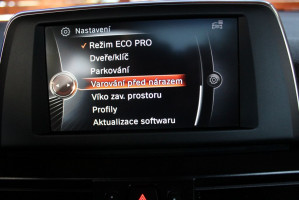 Nastavení
✓ Režim ECO PRO
Dveře/klíč
Parkování
Varování před nárazem
Víko zav. prostoru
Profily
Aktualizace softwaru